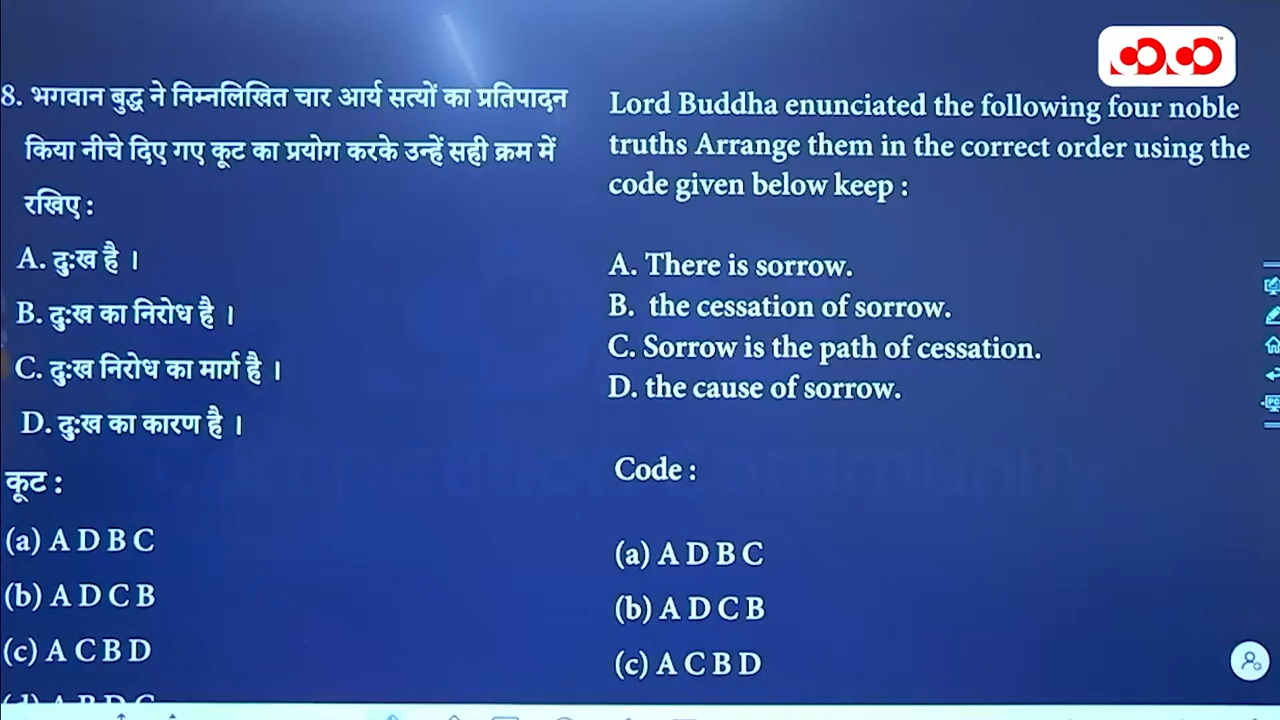 8. भगवान बुद्ध ने निम्नलिखित चार आर्य सत्यों का प्रतिपादन
किया नीचे दिए गए कूट का प्रयोग करके उन्हें सही क्रम में
रखिए :
A. दुःख है ।
B. दुःख का निरोध है ।
C. दुःख निरोध का मार्ग है ।
D. दुःख का कारण है ।
कूट :
(a) A D B C
(b) A D C B
(c) A C B D
(d) A B D C
Lord Buddha enunciated the following four noble
truths Arrange them in the correct order using the
code given below keep :
A. There is sorrow.
B. the cessation of sorrow.
C. Sorrow is the path of cessation.
D. the cause of sorrow.
Code :
(a) A D B C
(b) A D C B
(c) A C B D